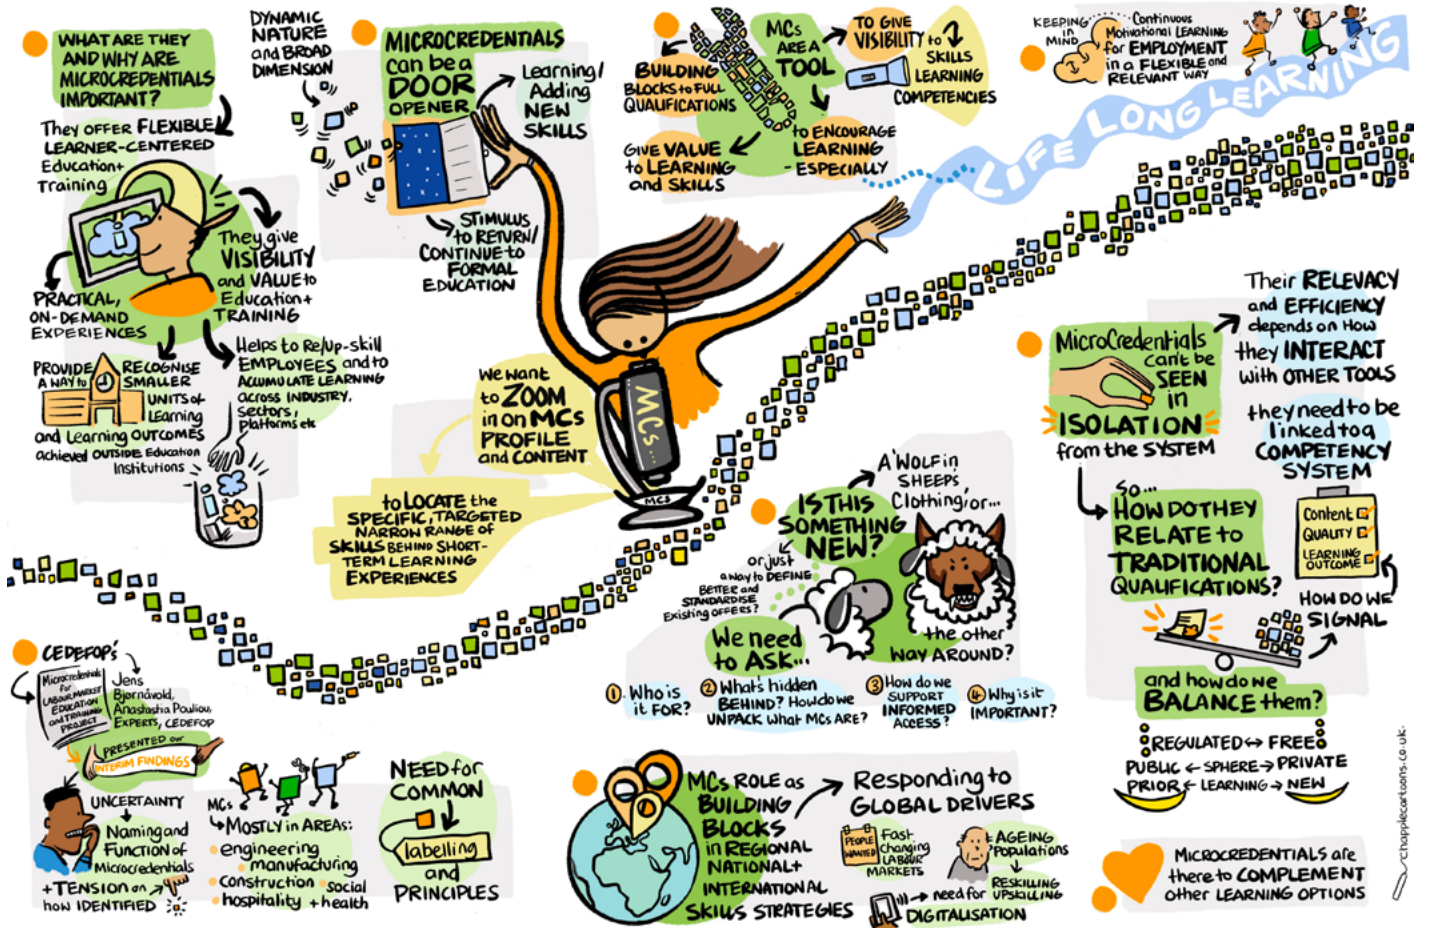 WHAT ARE THEY
AND WHY ARE
MICROCREDENTIALS
IMPORTANT?
They OFFER FLEXIBLE
LEARNER-CENTERED
Education+
Training
They give
VISIBILITY
and VALUE to
Education+
TRAINING
PRACTICAL,
ON-DEMAND
EXPERIENCES
PROVIDE
A WAY to
RECOGNISE
SMALLER
UNITS of
Learning
and Learning OUTCOMES
achieved OUTSIDE Education
Institutions
Helps to Re/up-skill
EMPLOYEES and to
ACCUMULATE LEARNING
across INDUSTRY,
Sectors,
Platforms etc
DYNAMIC
NATURE
and BROAD
DIMENSION
MICROCREDENTIALS
can be a
DOOR
OPENER
Learning/
Adding
NEW
SKILLS
STIMULUS
to RETURN/
CONTINUE to
FORMAL
EDUCATION
MCs
ARE A
TOOL
BUILDING
BLOCKS to FULL
QUALIFICATIONS
TO GIVE
VISIBILITY to
SKILLS
LEARNING
COMPETENCIES
GIVE VALUE
to LEARNING
and SKILLS
to ENCOURAGE
LEARNING
- ESPECIALLY
LIFE LONG LEARNING
KEEPING
in
MIND
Continuous
Motivational LEARNING
for EMPLOYMENT
in a FLEXIBLE and
RELEVANT WAY
we want
to ZOOM
in on MCs
PROFILE
and CONTENT
MCs...
MCs
to LOCATE the
SPECIFIC, TARGETED
NARROW RANGE of
SKILLS BEHIND SHORT-
TERM LEARNING
EXPERIENCES
IS THIS
SOMETHING
NEW?
A 'WOLF in
SHEEPS
Clothing', or...
or just
a way to DEFINE
BETTER and
STANDARDISE
Existing OFFERS?
the other
WAY AROUND?
We need
to ASK...
1 Who is
it FOR?
2 What's hidden
BEHIND? How do we
UNPACK what MCs ARE?
3 How do we
SUPPORT
INFORMED
ACCESS?
4 Why is it
IMPORTANT?
MicroCredentials
can't be
SEEN
in
ISOLATION
from the SYSTEM
Their RELEVACY
and EFFICIENCY
depends on How
they INTERACT
with OTHER TOOLS
they need to be
linked to a
COMPETENCY
SYSTEM
So...
HOW DO THEY
RELATE to
TRADITIONAL
QUALIFICATIONS?
Content
QUALITY
LEARNING
OUTCOME
HOW DO WE
SIGNAL
and how do we
BALANCE them?
REGULATED ↔ FREE
PUBLIC ← SPHERE → PRIVATE
PRIOR ← LEARNING → NEW
MICROCREDENTIALS are
there to COMPLEMENT
other LEARNING OPTIONS
chapplecartoons.co.uk
CEDEFOP's
Microcredentials
for
LABOUR MARKET
EDUCATION
and TRAINING
PROJECT
Jens
Bjørnåvold,
Anastasia Pouliou,
EXPERTS, CEDEFOP
PRESENTED our
INTERIM FINDINGS
UNCERTAINTY
Naming and
FUNCTION of
Microcredentials
+ TENSION on
how IDENTIFIED
MCs
MOSTLY in AREAS:
engineering
manufacturing
construction social
hospitality + health
NEED for
COMMON
labelling
and
PRINCIPLES
MCs ROLE as
BUILDING
BLOCKS
in REGIONAL
NATIONAL+
INTERNATIONAL
SKILLS STRATEGIES
Responding to
GLOBAL DRIVERS
PEOPLE
WANTED
Fast
Changing
LABOUR
MARKETS
AGEING
Populations
need for RESKILLING
UPSKILLING
DIGITALISATION